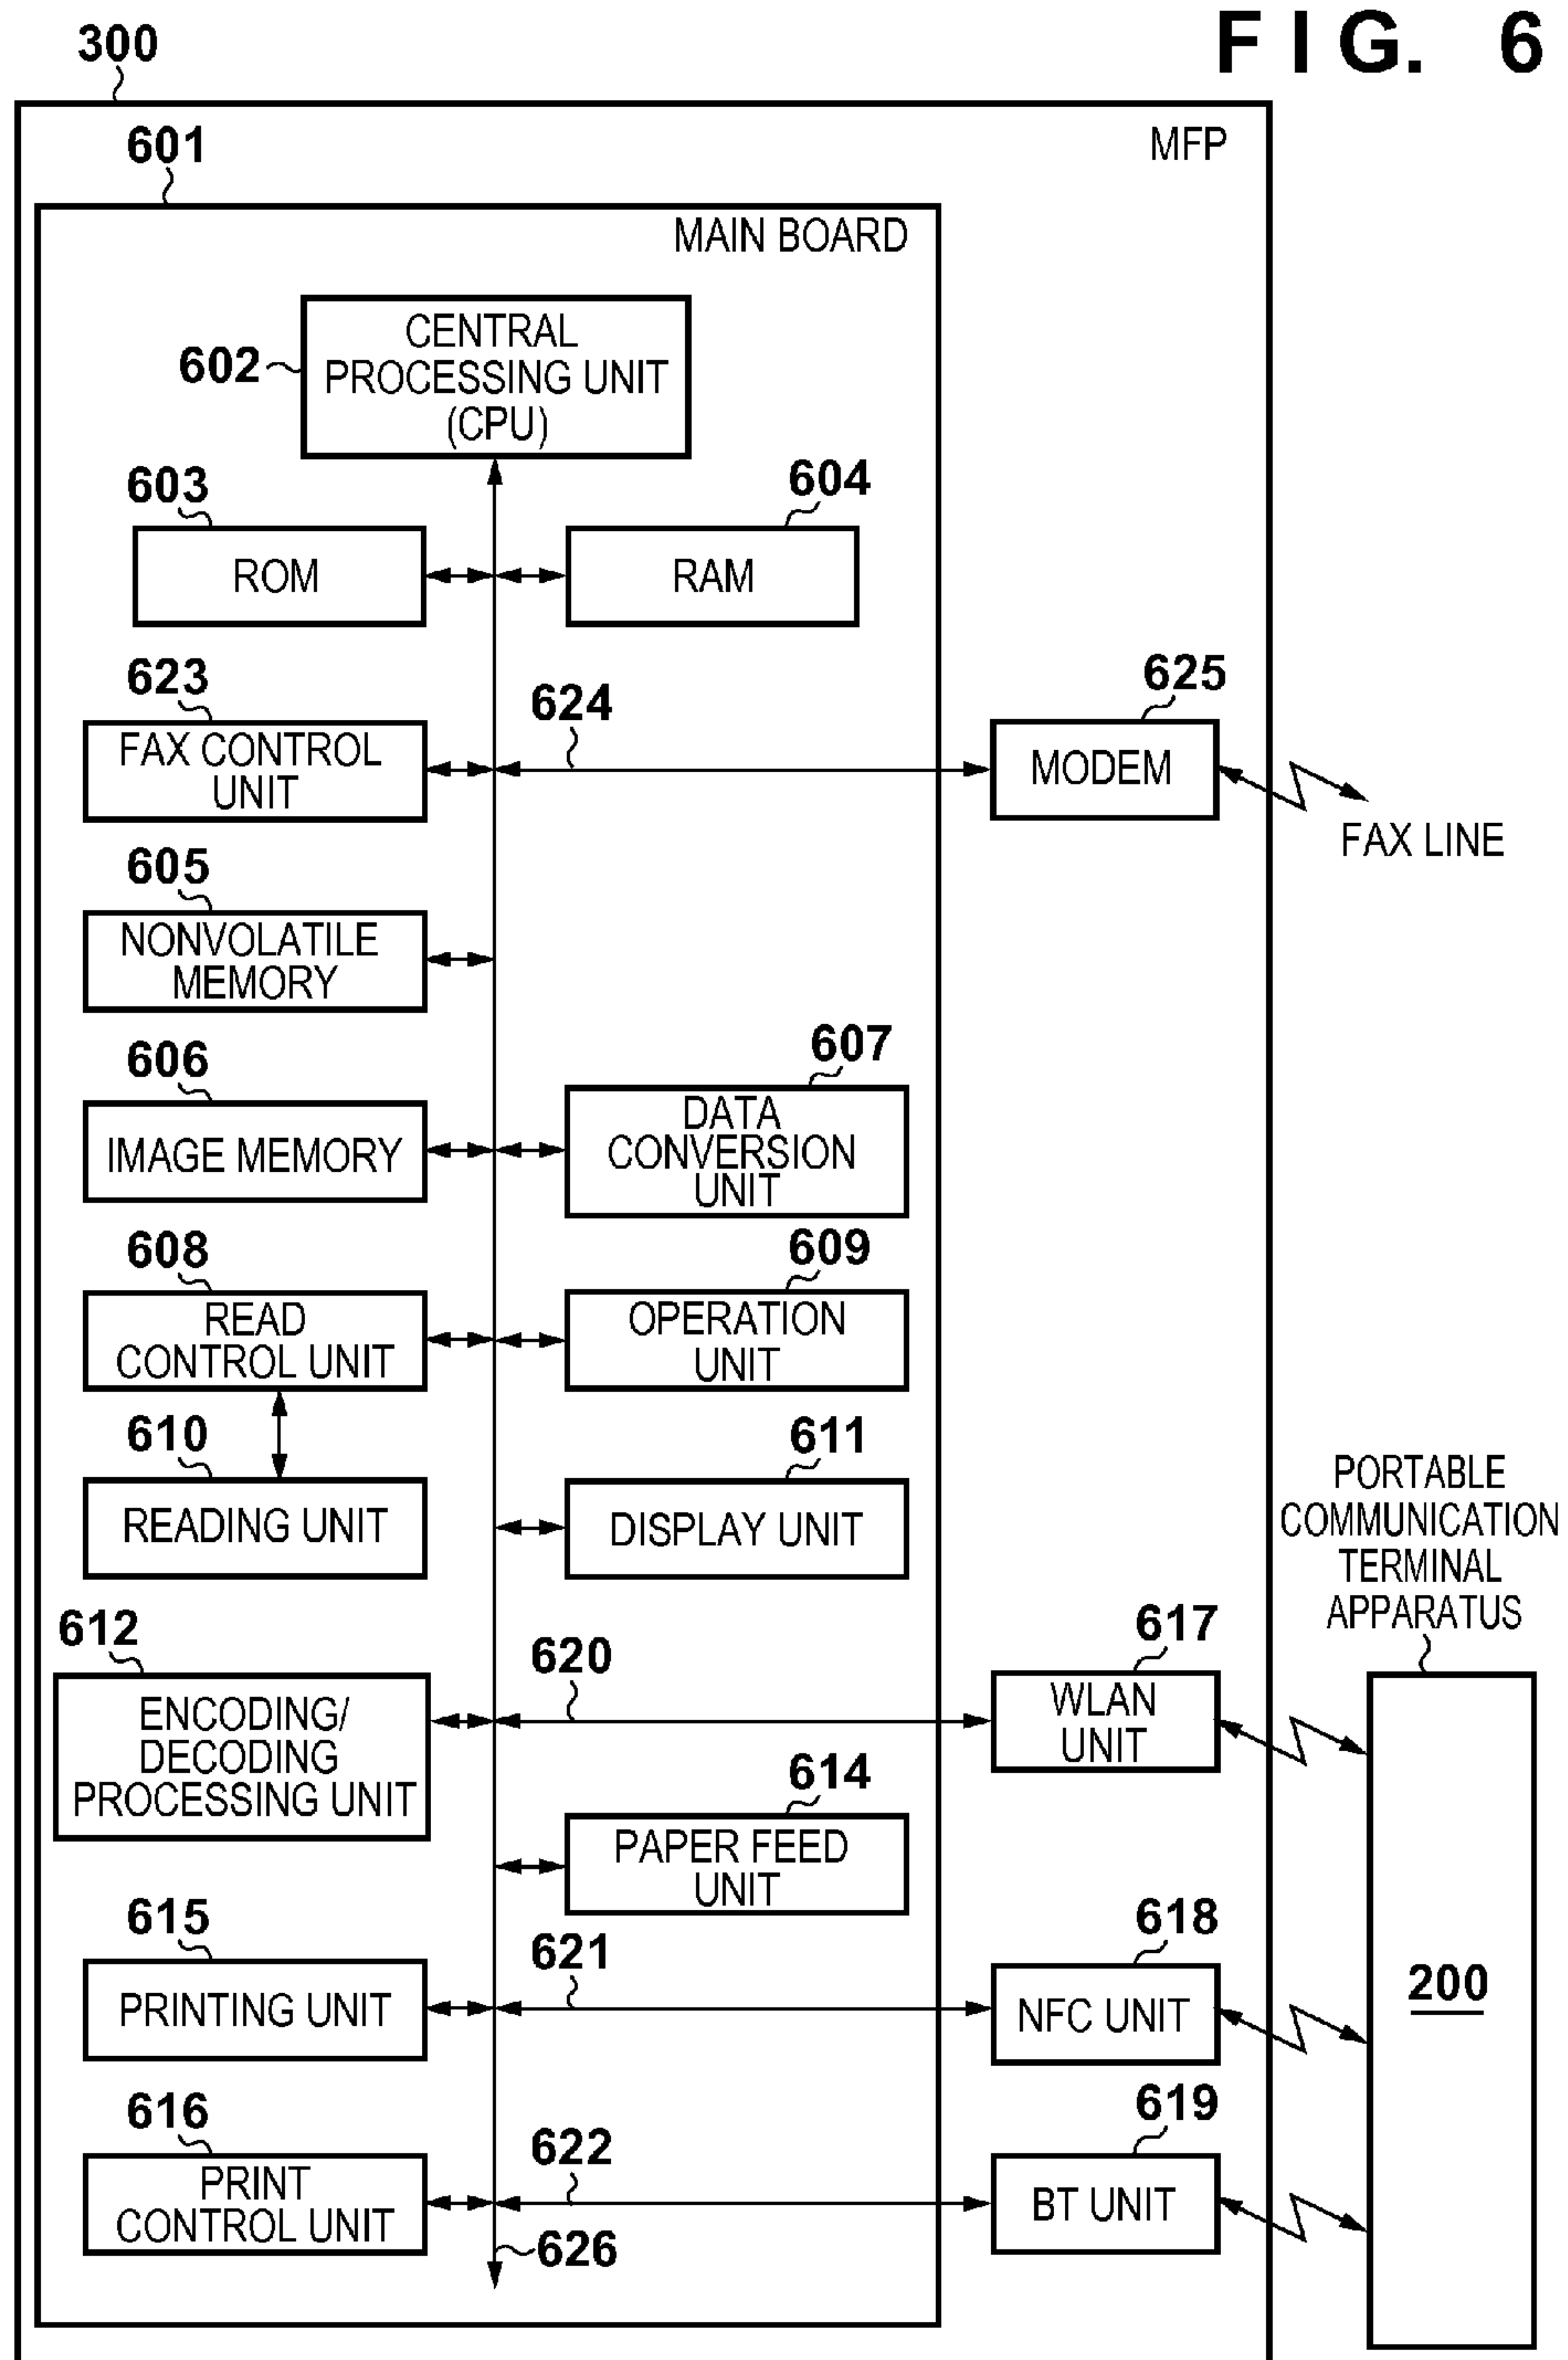 FIG. 6
300
MFP
601
MAIN BOARD
602
CENTRAL
PROCESSING UNIT
(CPU)
603
ROM
604
RAM
623
FAX CONTROL
UNIT
624
625
MODEM
FAX LINE
605
NONVOLATILE
MEMORY
606
IMAGE MEMORY
607
DATA
CONVERSION
UNIT
608
READ
CONTROL UNIT
609
OPERATION
UNIT
610
READING UNIT
611
DISPLAY UNIT
PORTABLE
COMMUNICATION
TERMINAL
APPARATUS
612
ENCODING/
DECODING
PROCESSING UNIT
620
617
WLAN
UNIT
614
PAPER FEED
UNIT
615
PRINTING UNIT
621
618
NFC UNIT
200
616
PRINT
CONTROL UNIT
622
619
BT UNIT
626